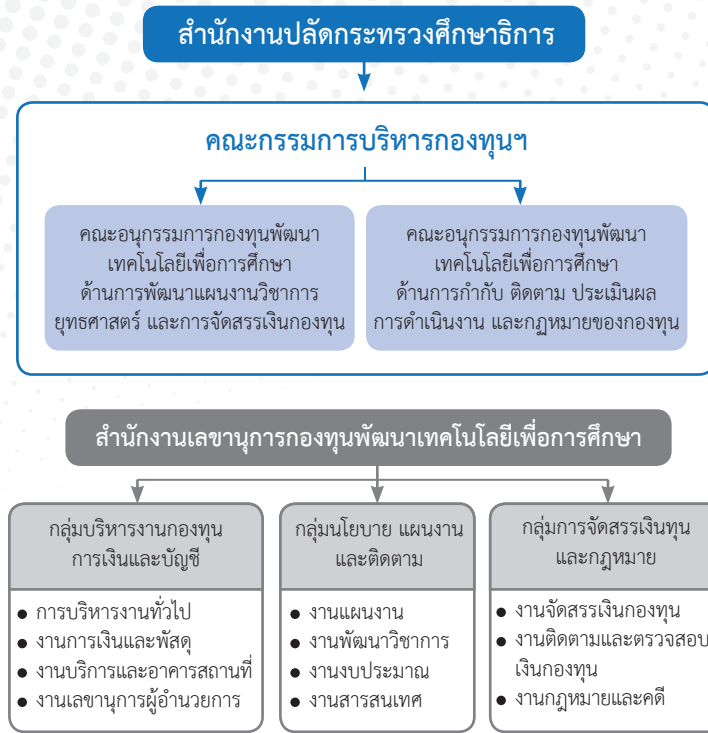 สำนักงานปลัดกระทรวงศึกษาธิการ
คณะกรรมการบริหารกองทุนฯ
คณะอนุกรรมการกองทุนพัฒนา
เทคโนโลยีเพื่อการศึกษา
ด้านการพัฒนาแผนงานวิชาการ
ยุทธศาสตร์ และการจัดสรรเงินกองทุน
คณะอนุกรรมการกองทุนพัฒนา
เทคโนโลยีเพื่อการศึกษา
ด้านการกำกับ ติดตาม ประเมินผล
การดำเนินงาน และกฎหมายของกองทุน
สำนักงานเลขานุการกองทุนพัฒนาเทคโนโลยีเพื่อการศึกษา
กลุ่มบริหารงานกองทุน
การเงินและบัญชี
● การบริหารงานทั่วไป
● งานการเงินและพัสดุ
● งานบริการและอาคารสถานที่
● งานเลขานุการผู้อำนวยการ
กลุ่มนโยบาย แผนงาน
และติดตาม
● งานแผนงาน
● งานพัฒนาวิชาการ
● งานงบประมาณ
● งานสารสนเทศ
กลุ่มการจัดสรรเงินทุน
และกฎหมาย
● งานจัดสรรเงินกองทุน
● งานติดตามและตรวจสอบ
เงินกองทุน
● งานกฎหมายและคดี